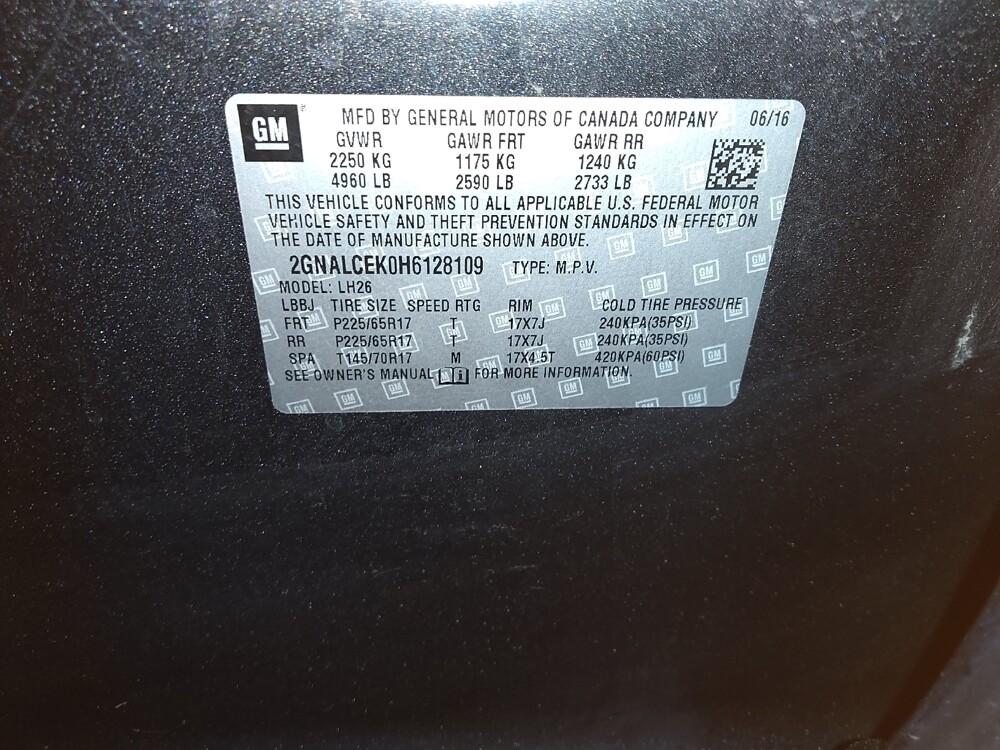 GM MFD BY GENERAL MOTORS OF CANADA COMPANY 06/16
GVWR GAWR FRT GAWR RR
2250 KG 1175 KG 1240 KG
4960 LB 2590 LB 2733 LB
THIS VEHICLE CONFORMS TO ALL APPLICABLE U.S. FEDERAL MOTOR
VEHICLE SAFETY AND THEFT PREVENTION STANDARDS IN EFFECT ON
THE DATE OF MANUFACTURE SHOWN ABOVE.
2GNALCEK0H6128109 TYPE: M.P.V.
MODEL: LH26
LBBJ TIRE SIZE SPEED RTG RIM COLD TIRE PRESSURE
FRT P225/65R17 T 17X7J 240KPA(35PSI)
RR P225/65R17 T 17X7J 240KPA(35PSI)
SPA T145/70R17 M 17X4.5T 420KPA(60PSI)
SEE OWNER'S MANUAL FOR MORE INFORMATION.